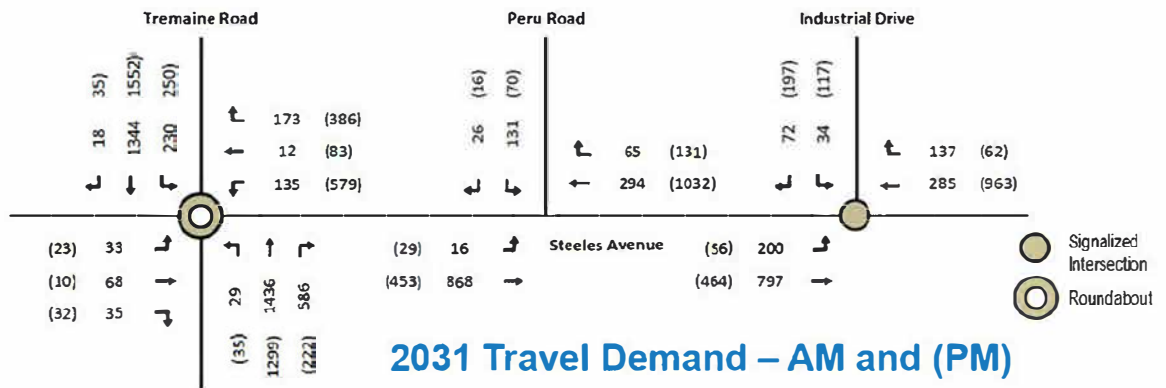 Tremaine Road
Peru Road
Industrial Drive
35) 1552) 250)
18 1344 230
173 (386)
12 (83)
135 (579)
(16) (70)
26 131
65 (131)
294 (1032)
(197) (117)
72 34
137 (62)
285 (963)
(23) 33
(10) 68
(32) 35
29 1436 586
(35) (1299) (222)
(29) 16
(453) 868
Steeles Avenue
(56) 200
(464) 797
Signalized
Intersection
Roundabout
2031 Travel Demand – AM and (PM)